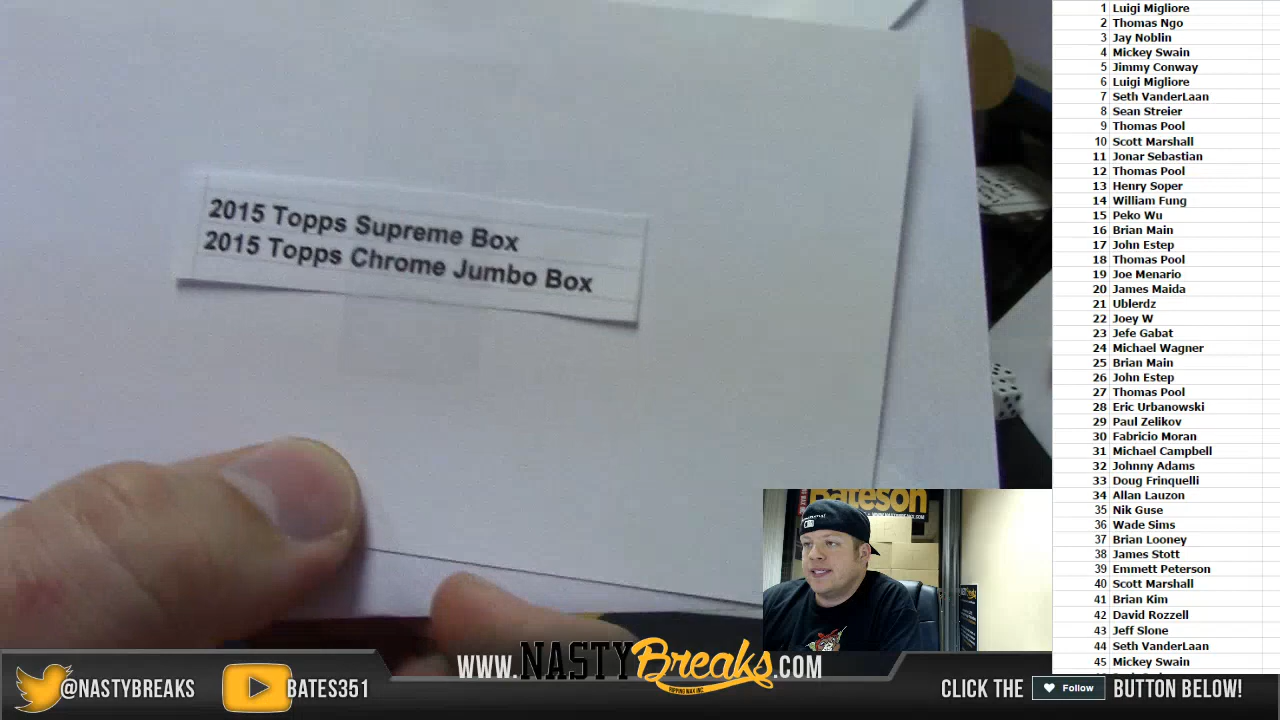 2015 Topps Supreme Box
2015 Topps Chrome Jumbo Box
1 Luigi Migliore
2 Thomas Ngo
3 Jay Noblin
4 Mickey Swain
5 Jimmy Conway
6 Luigi Migliore
7 Seth VanderLaan
8 Sean Streier
9 Thomas Pool
10 Scott Marshall
11 Jonar Sebastian
12 Thomas Pool
13 Henry Soper
14 William Fung
15 Peko Wu
16 Brian Main
17 John Estep
18 Thomas Pool
19 Joe Menario
20 James Maida
21 Ublerdz
22 Joey W
23 Jefe Gabat
24 Michael Wagner
25 Brian Main
26 John Estep
27 Thomas Pool
28 Eric Urbanowski
29 Paul Zelikov
30 Fabricio Moran
31 Michael Campbell
32 Johnny Adams
33 Doug Frinquelli
34 Allan Lauzon
35 Nik Guse
36 Wade Sims
37 Brian Looney
38 James Stott
39 Emmett Peterson
40 Scott Marshall
41 Brian Kim
42 David Rozzell
43 Jeff Slone
44 Seth VanderLaan
45 Mickey Swain
Bateson
@NASTYBREAKS
BATES351
WWW.NASTYBreaks.COM
RIPPING WAX INC.
CLICK THE Follow BUTTON BELOW!